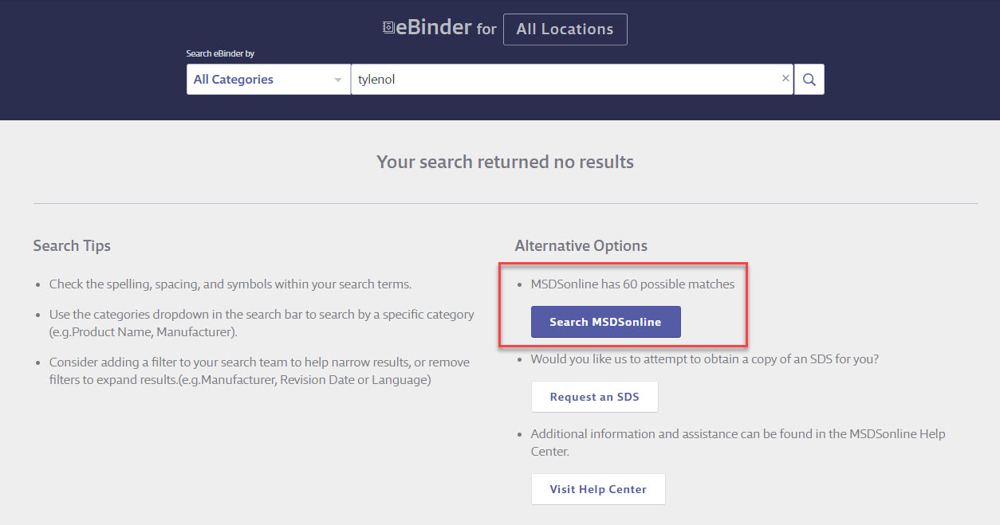 eBinder for All Locations
Search eBinder by
All Categories
tylenol
Your search returned no results
Search Tips
• Check the spelling, spacing, and symbols within your search terms.
• Use the categories dropdown in the search bar to search by a specific category
(e.g.Product Name, Manufacturer).
• Consider adding a filter to your search team to help narrow results, or remove
filters to expand results.(e.g.Manufacturer, Revision Date or Language)
Alternative Options
• MSDSonline has 60 possible matches
Search MSDSonline
• Would you like us to attempt to obtain a copy of an SDS for you?
Request an SDS
• Additional information and assistance can be found in the MSDSonline Help
Center.
Visit Help Center